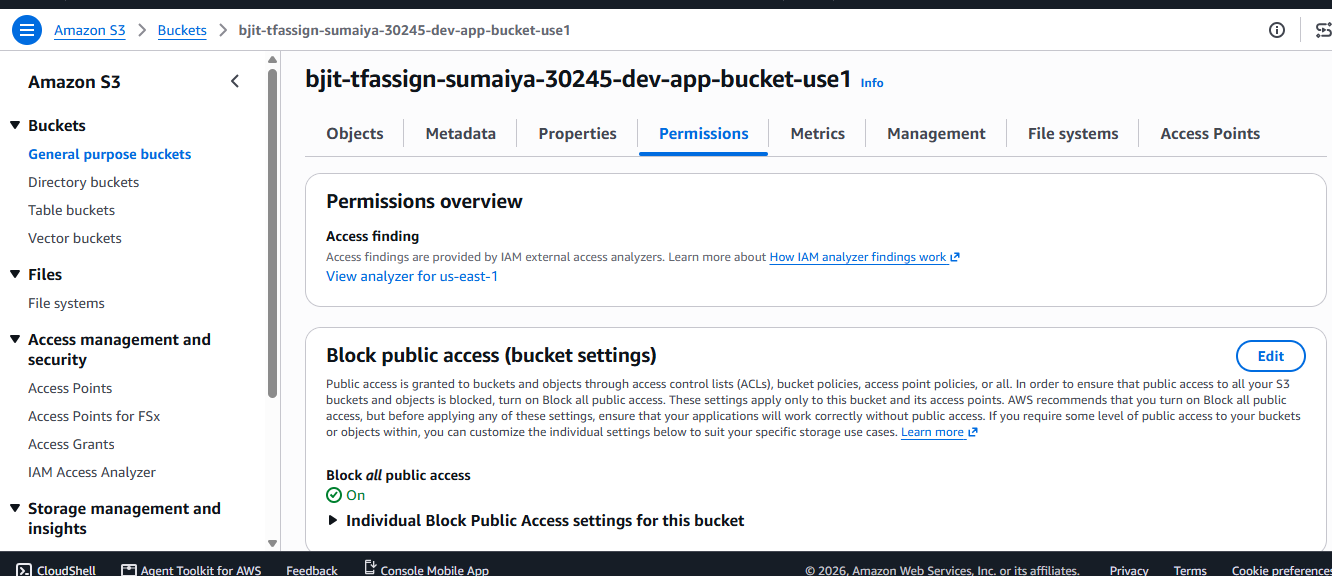 Amazon S3 > Buckets > bjit-tfassign-sumaiya-30245-dev-app-bucket-use1
Amazon S3
Buckets
General purpose buckets
Directory buckets
Table buckets
Vector buckets
Files
File systems
Access management and
security
Access Points
Access Points for FSx
Access Grants
IAM Access Analyzer
Storage management and
insights
bjit-tfassign-sumaiya-30245-dev-app-bucket-use1 Info
Objects Metadata Properties Permissions Metrics Management File systems Access Points
Permissions overview
Access finding
Access findings are provided by IAM external access analyzers. Learn more about How IAM analyzer findings work
View analyzer for us-east-1
Block public access (bucket settings)
Edit
Public access is granted to buckets and objects through access control lists (ACLs), bucket policies, access point policies, or all. In order to ensure that public access to all your S3
buckets and objects is blocked, turn on Block all public access. These settings apply only to this bucket and its access points. AWS recommends that you turn on Block all public
access, but before applying any of these settings, ensure that your applications will work correctly without public access. If you require some level of public access to your buckets
or objects within, you can customize the individual settings below to suit your specific storage use cases. Learn more
Block all public access
On
Individual Block Public Access settings for this bucket
CloudShell Agent Toolkit for AWS Feedback Console Mobile App © 2026, Amazon Web Services, Inc. or its affiliates. Privacy Terms Cookie preferences